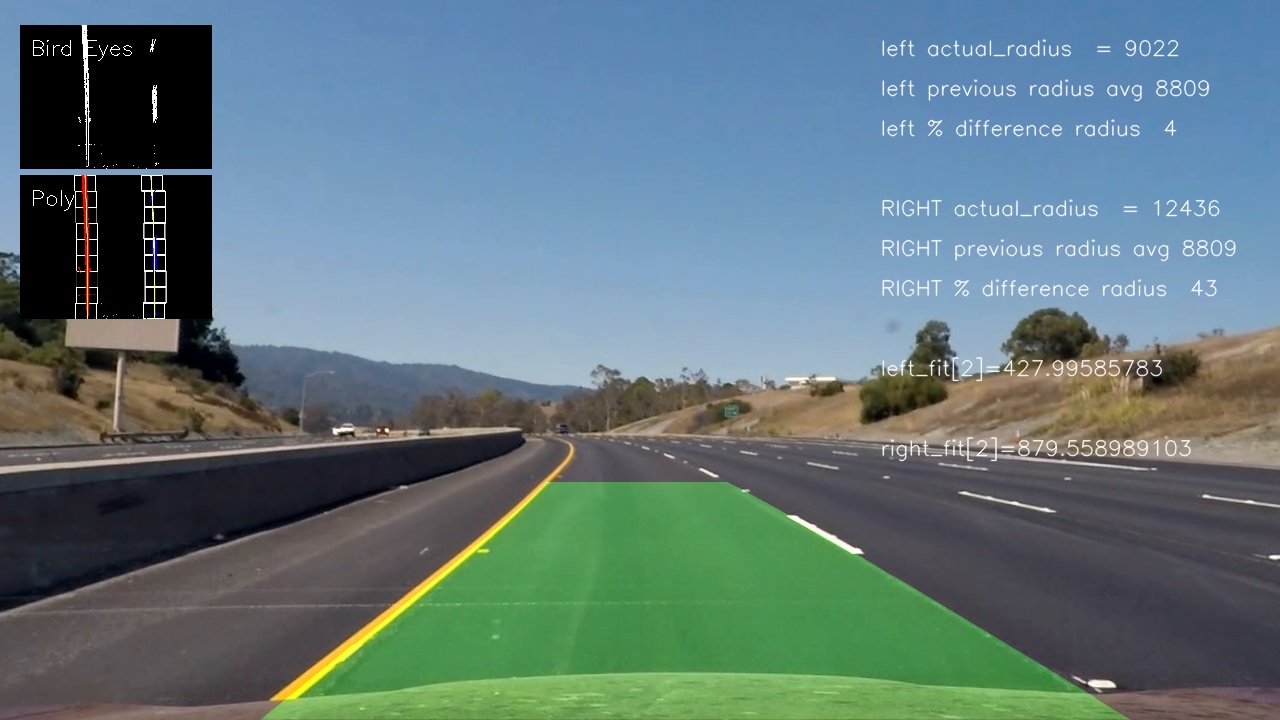 Bird Eyes
Poly
left actual_radius = 9022
left previous radius avg 8809
left % difference radius 4
RIGHT actual_radius = 12436
RIGHT previous radius avg 8809
RIGHT % difference radius 43
left_fit[2]=427.99585783
right_fit[2]=879.558989103